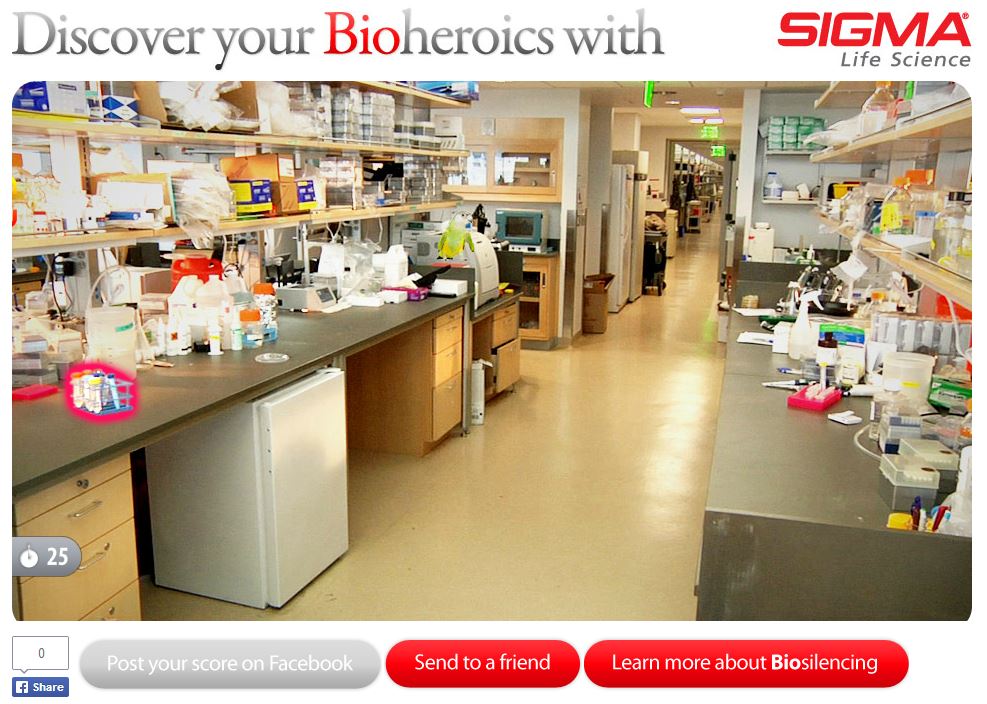 Discover your Bioheroics with
SIGMA®
Life Science
25
0
Share
Post your score on Facebook
Send to a friend
Learn more about Biosilencing